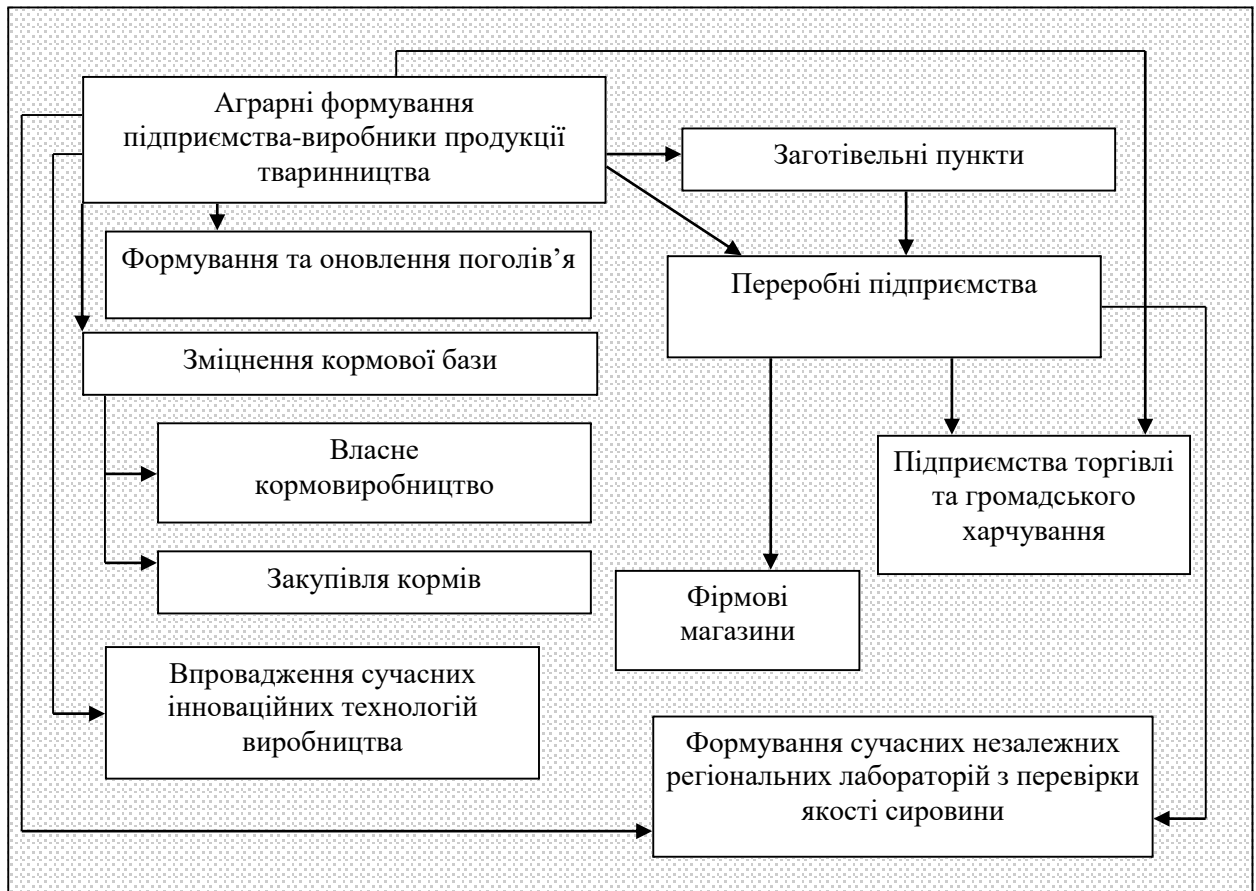 Аграрні формування
підприємства-виробники продукції
тваринництва
Заготівельні пункти
Формування та оновлення поголів’я
Переробні підприємства
Зміцнення кормової бази
Власне
кормовиробництво
Підприємства торгівлі
та громадського
харчування
Закупівля кормів
Фірмові
магазини
Впровадження сучасних
інноваційних технологій
виробництва
Формування сучасних незалежних
регіональних лабораторій з перевірки
якості сировини